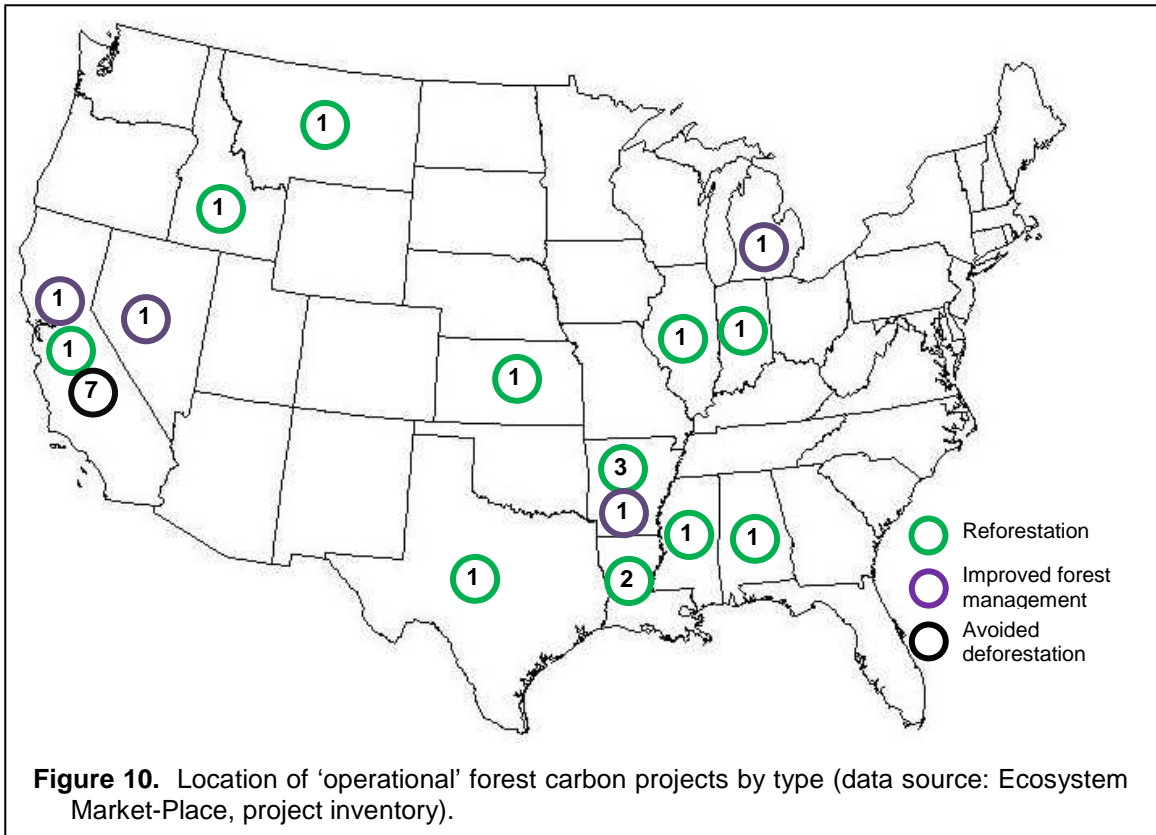 1
1
1
1
1
1
7
1
1
1
3
1
1
1
1
2
Reforestation
Improved forest
management
Avoided
deforestation
Figure 10. Location of ‘operational’ forest carbon projects by type (data source: Ecosystem
Market-Place, project inventory).